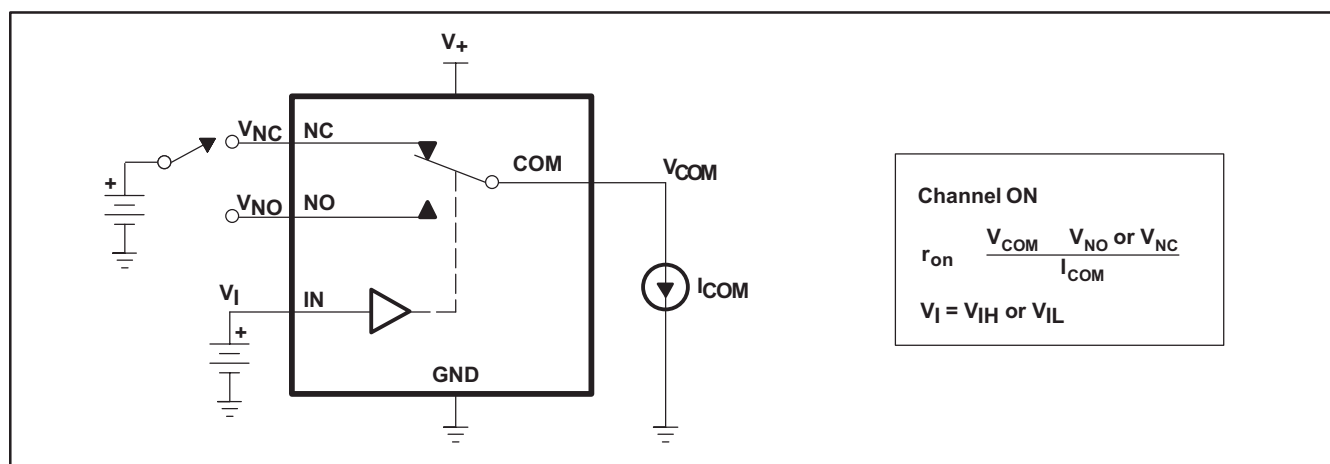 V+
VNC NC
COM
VCOM
+
VNO NO
VI IN
ICOM
+
GND
Channel ON
ron VCOM VNO or VNC
ICOM
VI = VIH or VIL